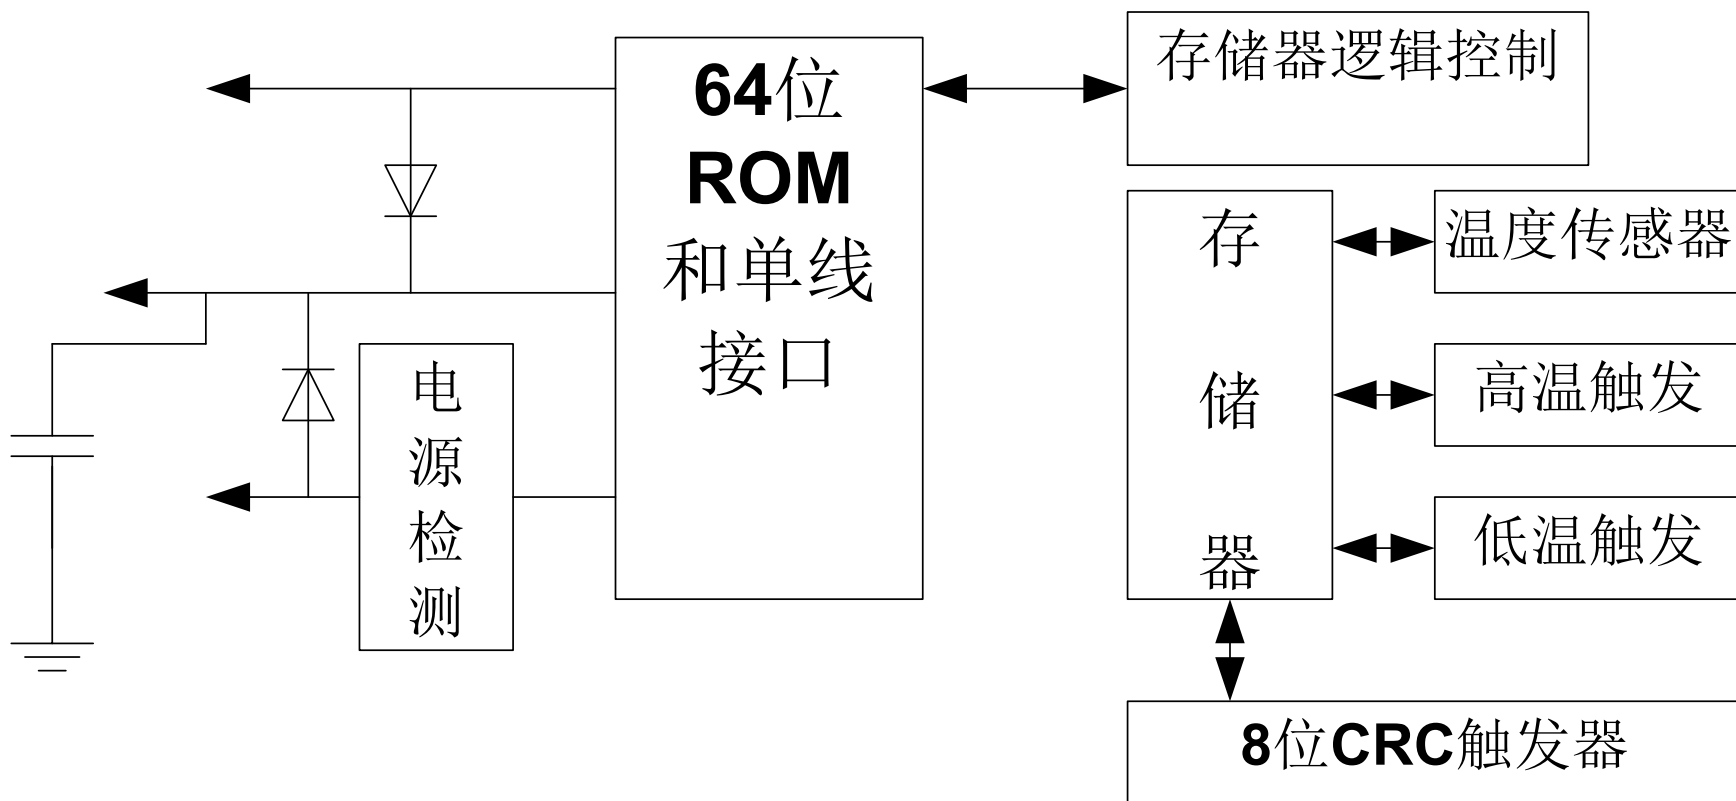 64位
ROM
和单线
接口
电
源
检
测
存储器逻辑控制
存
储
器
温度传感器
高温触发
低温触发
8位CRC触发器